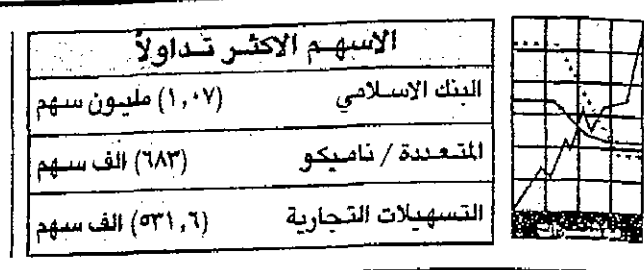 الاسهم الاكثر تداولاً
البنك الاسلامي (١,٠٧) مليون سهم
المتعددة / ناميكو (٦٨٣) الف سهم
التسهيلات التجارية (٥٣١,٦) الف سهم